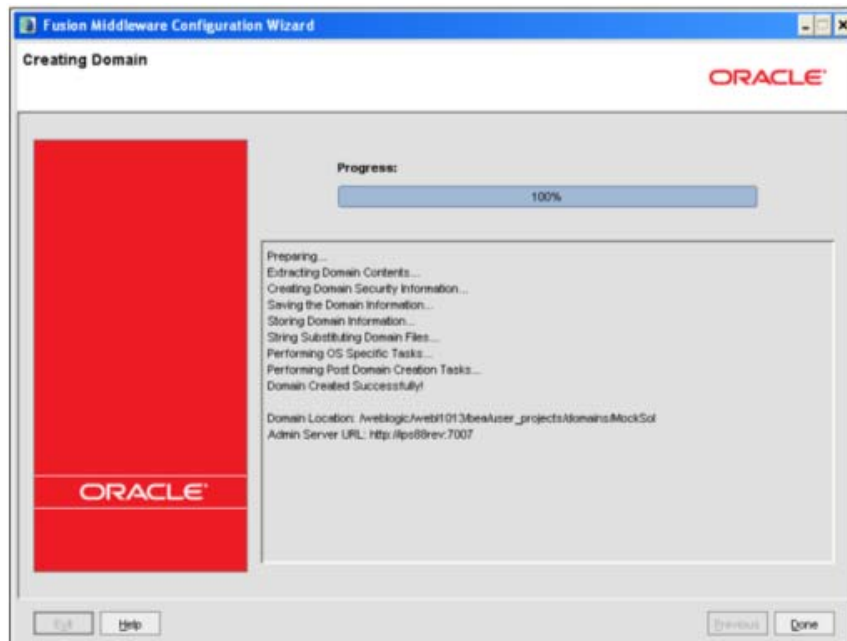 Fusion Middleware Configuration Wizard
Creating Domain
ORACLE
Progress:
100%
Preparing...
Extracting Domain Contents...
Creating Domain Security Information...
Saving the Domain Information...
Storing Domain Information...
String Substituting Domain Files...
Performing OS Specific Tasks...
Performing Post Domain Creation Tasks...
Domain Created Successfully!
Domain Location: /weblogic/webl1013/bea/user_projects/domains/MockSol
Admin Server URL: http://ips88rev:7007
ORACLE
Exit Help Previous Done